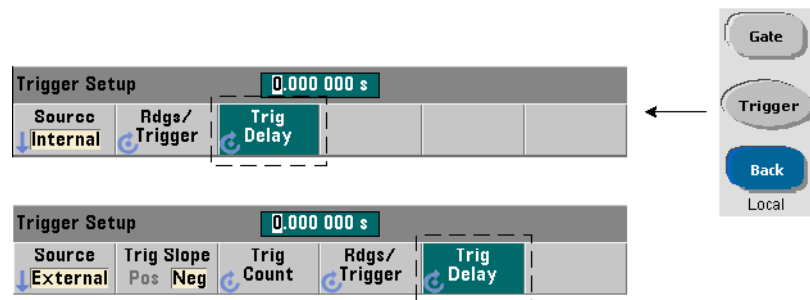 Gate
Trigger Setup 0.000 000 s
Source Rdgs/ Trig
Internal Trigger Delay
Trigger
Back
Local
Trigger Setup 0.000 000 s
Source Trig Slope Trig Rdgs/ Trig
External Pos Neg Count Trigger Delay